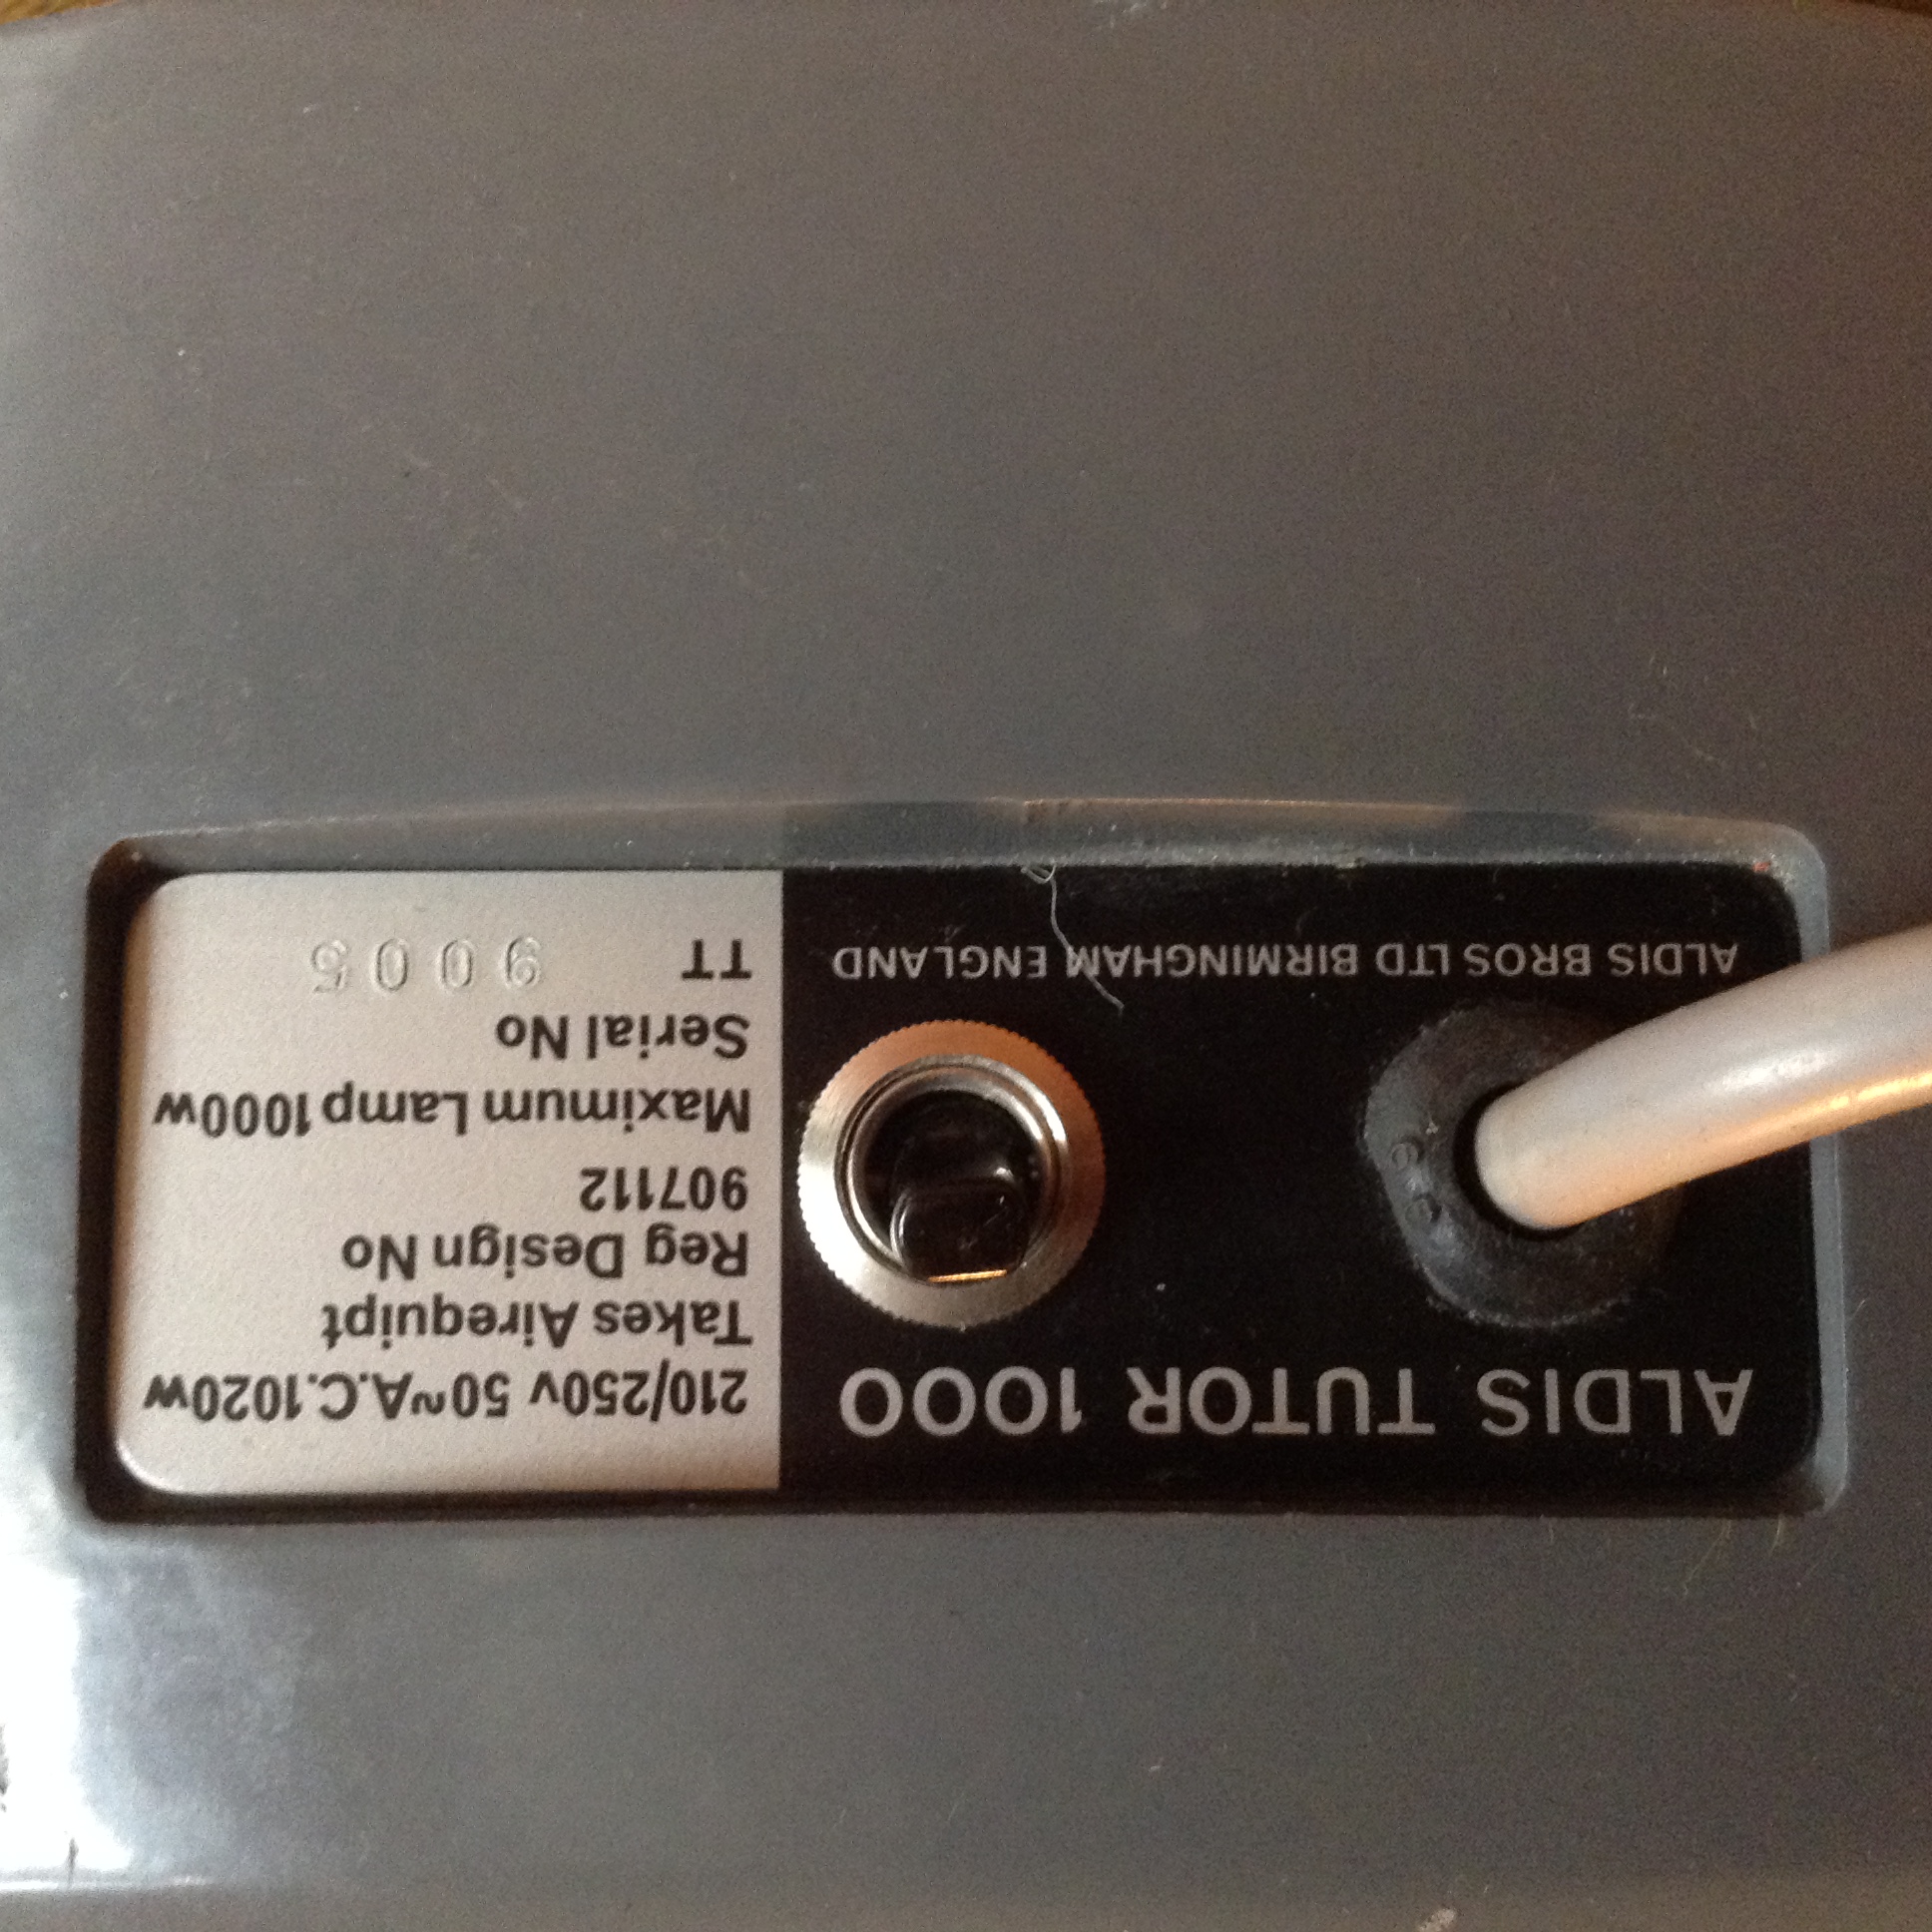 ALDIS TUTOR 1000
ALDIS BROS LTD BIRMINGHAM ENGLAND
210/250v 50~A.C.1020w
Takes Airequipt
Reg Design No
907112
Maximum Lamp 1000w
Serial No
TT 9005